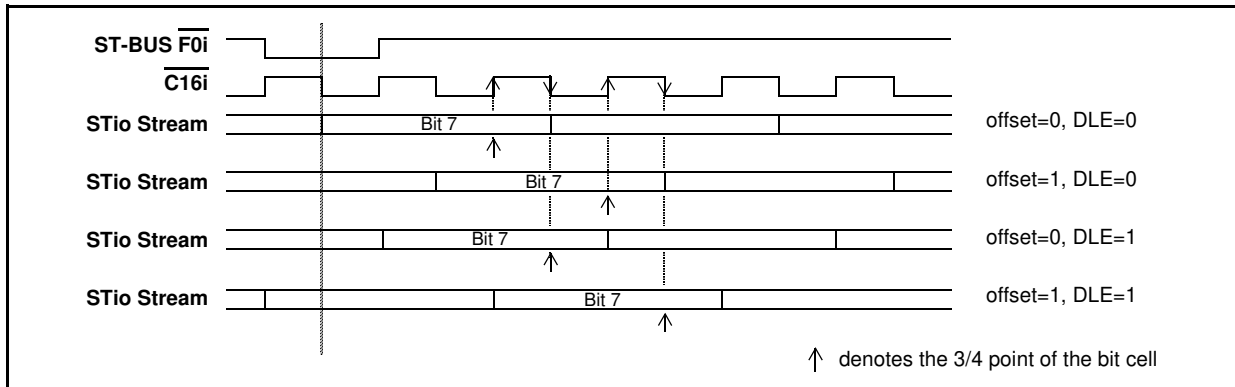 ST-BUS F0i
C16i
STio Stream Bit 7 offset=0, DLE=0
STio Stream Bit 7 offset=1, DLE=0
STio Stream Bit 7 offset=0, DLE=1
STio Stream Bit 7 offset=1, DLE=1
denotes the 3/4 point of the bit cell